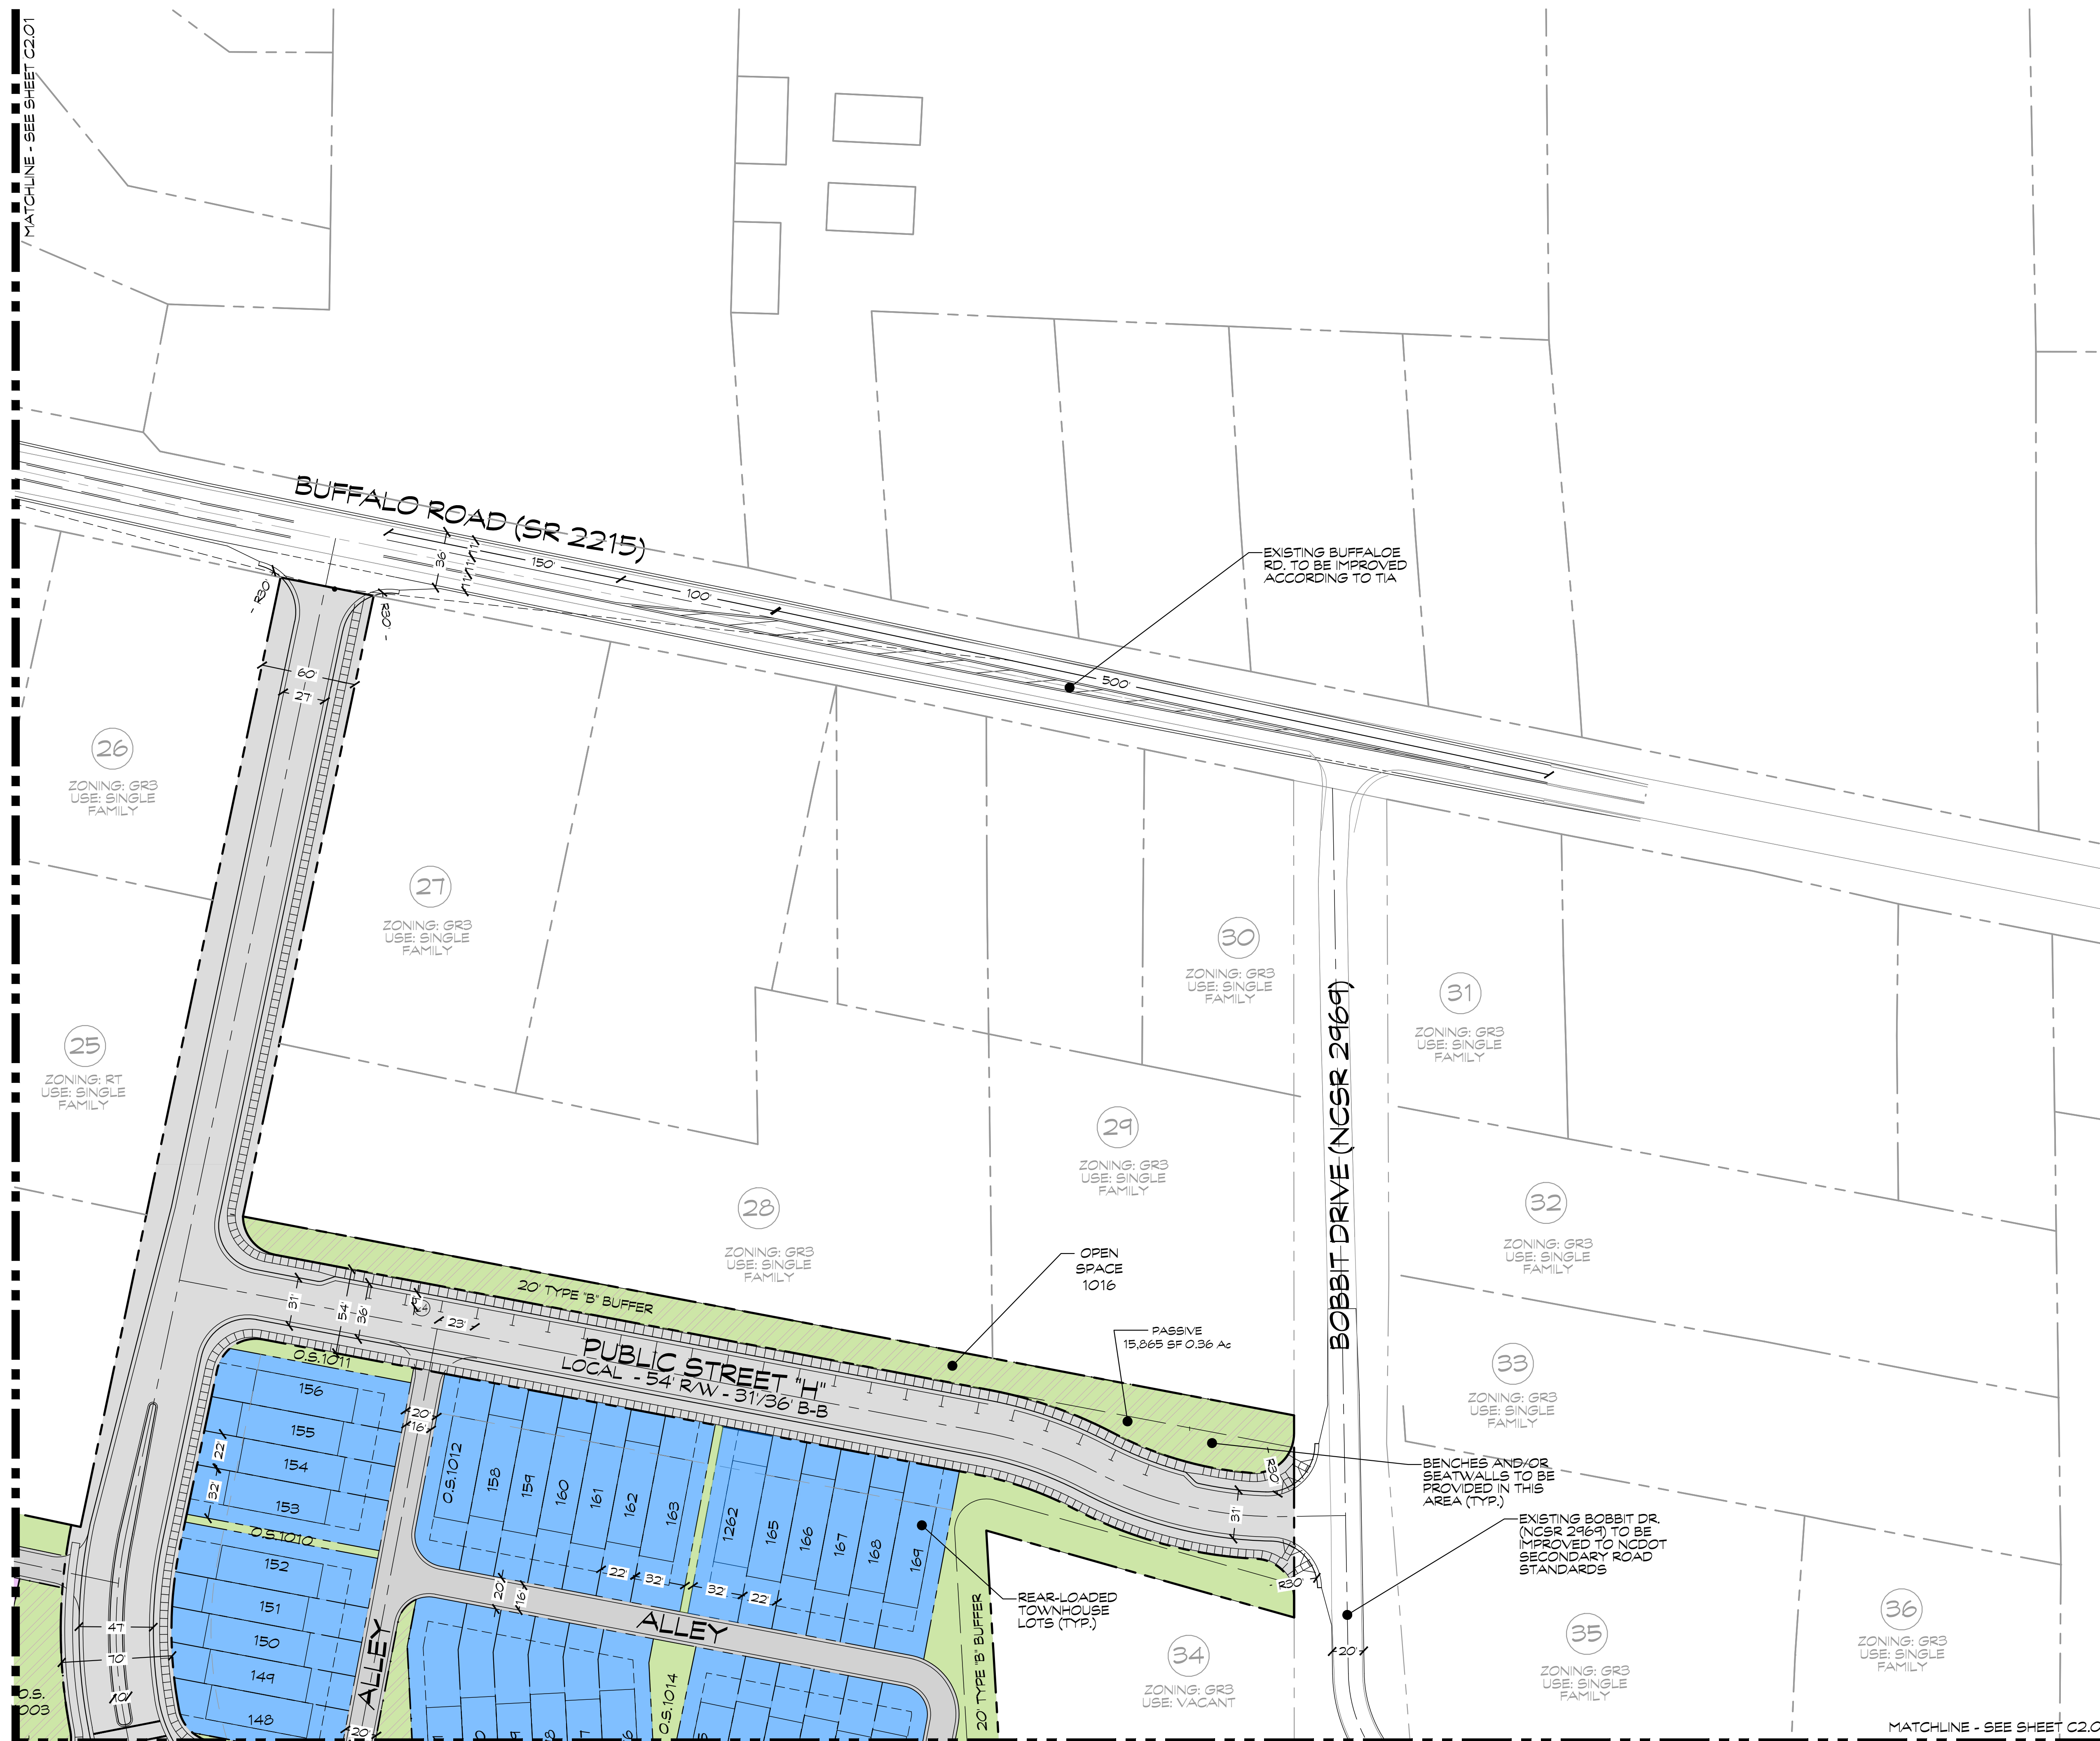 MATCHLINE - SEE SHEET C2.01
BUFFALO ROAD (SR 2215)
36'
11'
12'
11'
150'
100'
500'
EXISTING BUFFALOE
RD. TO BE IMPROVED
ACCORDING TO TIA
R30'
R30'
60'
27'
26
ZONING: GR3
USE: SINGLE
FAMILY
27
ZONING: GR3
USE: SINGLE
FAMILY
30
ZONING: GR3
USE: SINGLE
FAMILY
31
ZONING: GR3
USE: SINGLE
FAMILY
25
ZONING: RT
USE: SINGLE
FAMILY
29
ZONING: GR3
USE: SINGLE
FAMILY
28
ZONING: GR3
USE: SINGLE
FAMILY
32
ZONING: GR3
USE: SINGLE
FAMILY
33
ZONING: GR3
USE: SINGLE
FAMILY
BOBBIT DRIVE (NCSR 2969)
OPEN
SPACE
1016
PASSIVE
15,865 SF 0.36 Ac
20' TYPE "B" BUFFER
31'
54'
36'
23'
PUBLIC STREET "H"
LOCAL - 54' R/W - 31'/36' B-B
O.S.1011
156
155
154
153
22'
32'
O.S.1010
152
151
150
149
148
20'
16'
O.S.1012
158
159
160
161
162
163
1262
165
166
167
168
169
22'
32'
32'
22'
20'
16'
ALLEY
ALLEY
20'
O.S.1014
20' TYPE "B" BUFFER
REAR-LOADED
TOWNHOUSE
LOTS (TYP.)
R30'
31'
R30'
BENCHES AND/OR
SEATWALLS TO BE
PROVIDED IN THIS
AREA (TYP.)
EXISTING BOBBIT DR.
(NCSR 2969) TO BE
IMPROVED TO NCDOT
SECONDARY ROAD
STANDARDS
20'
34
ZONING: GR3
USE: VACANT
35
ZONING: GR3
USE: SINGLE
FAMILY
36
ZONING: GR3
USE: SINGLE
FAMILY
47'
70'
10'
O.S.
003
MATCHLINE - SEE SHEET C2.0